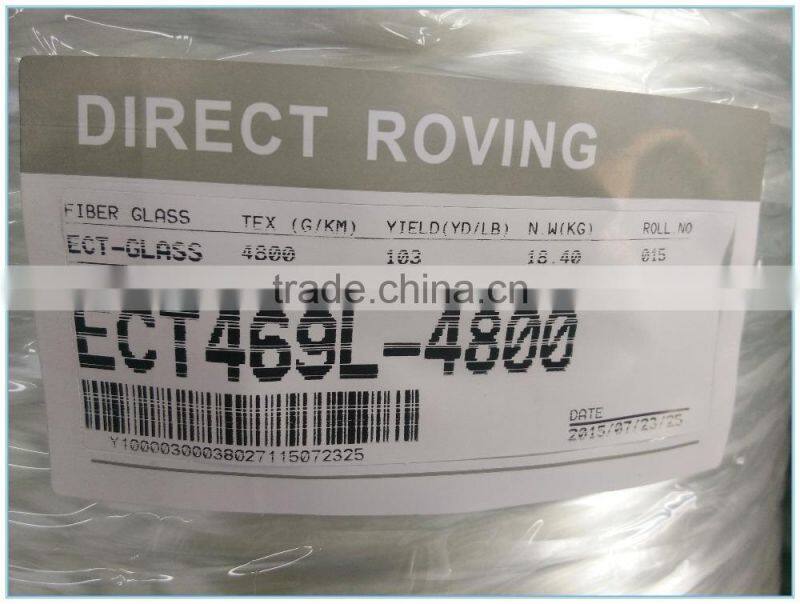 DIRECT ROVING
FIBER GLASS TEX (G/KM) YIELD(YD/LB) N.W(KG) ROLL.NO
ECT-GLASS 4800 103 18.40 015
trade.china.cn
ECT469L-4800
DATE
2015/07/23/25
Y10000300038027115072325